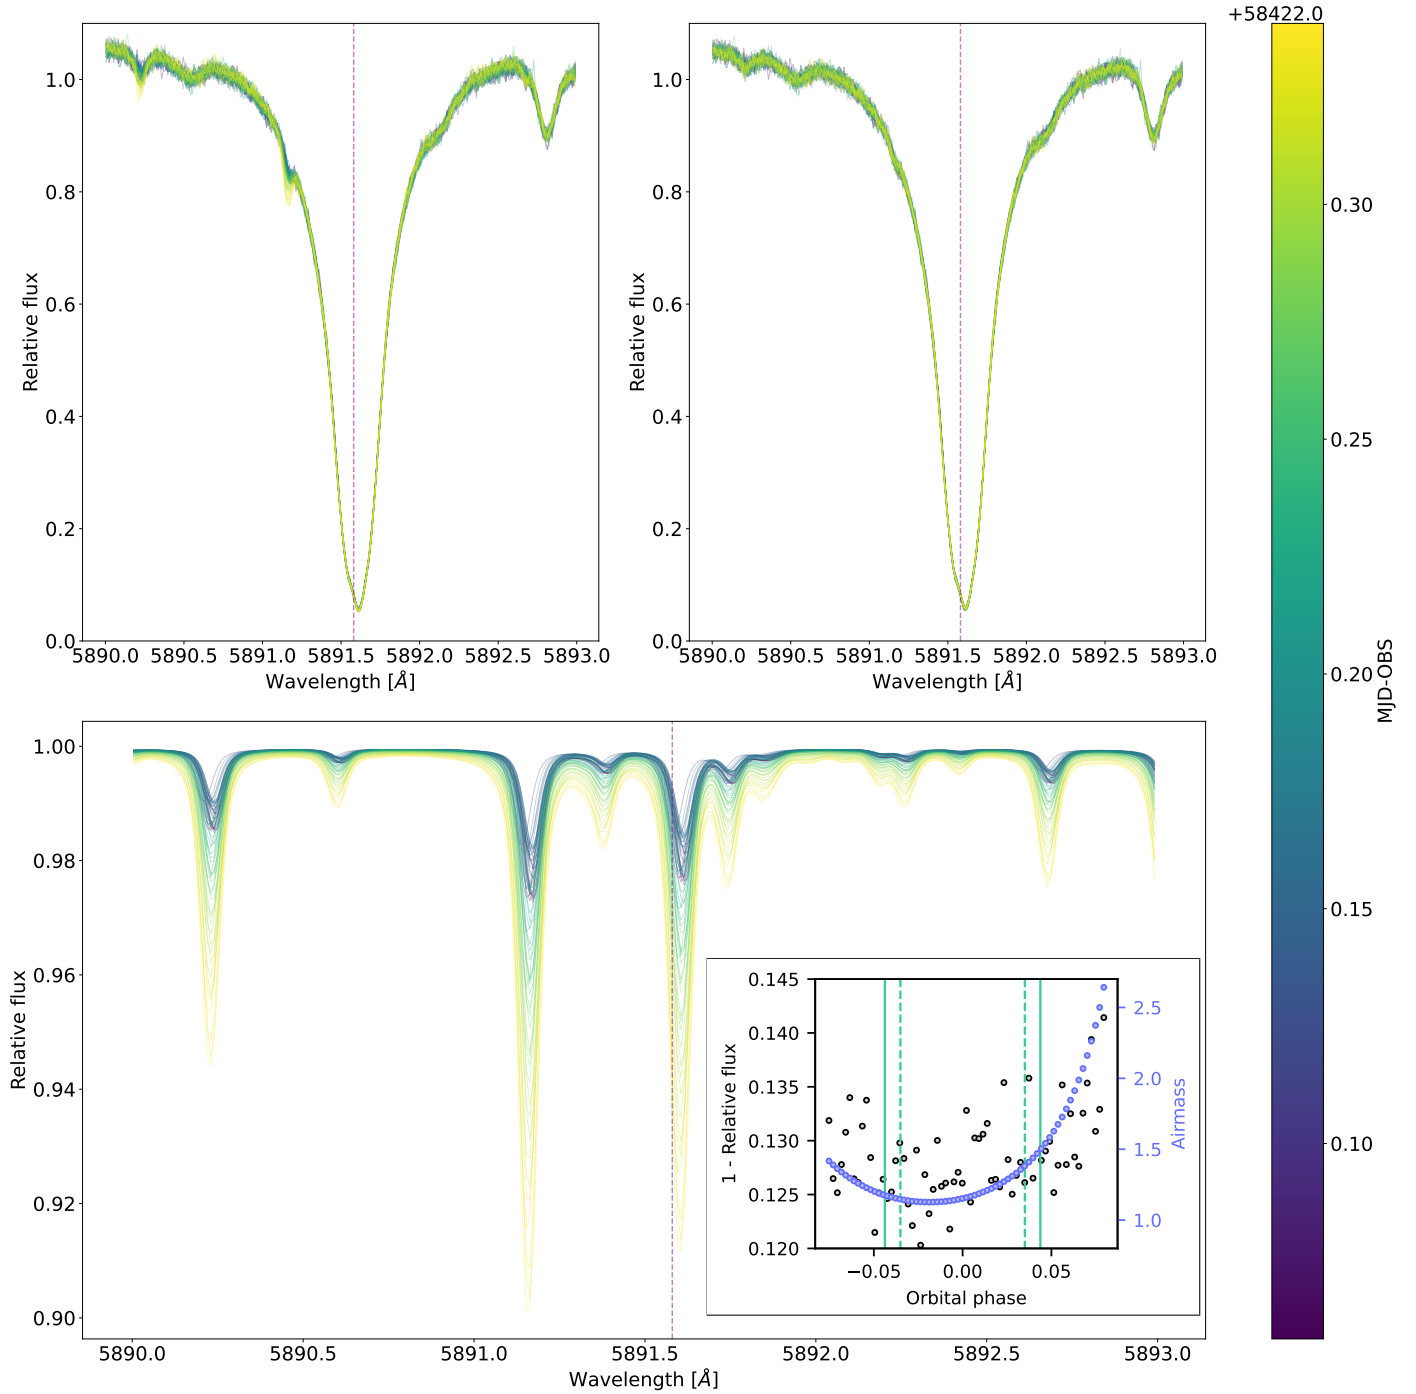 +58422.0
1.0
0.8
0.6
0.4
0.2
0.0
Relative flux
5890.0 5890.5 5891.0 5891.5 5892.0 5892.5 5893.0
Wavelength [Å]
1.0
0.8
0.6
0.4
0.2
0.0
Relative flux
5890.0 5890.5 5891.0 5891.5 5892.0 5892.5 5893.0
Wavelength [Å]
0.30
0.25
0.20
0.15
0.10
MJD-OBS
1.00
0.98
0.96
0.94
0.92
0.90
Relative flux
5890.0 5890.5 5891.0 5891.5 5892.0 5892.5 5893.0
Wavelength [Å]
0.145
0.140
0.135
0.130
0.125
0.120
1 - Relative flux
2.5
2.0
1.5
1.0
Airmass
−0.05 0.00 0.05
Orbital phase